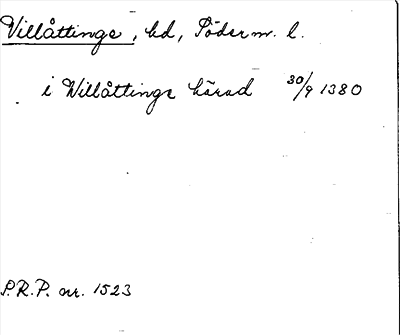 Villåttinge, hd, Söderm. l.
i Willåttinge härad 30/9 1380
S.R.P. nr. 1523